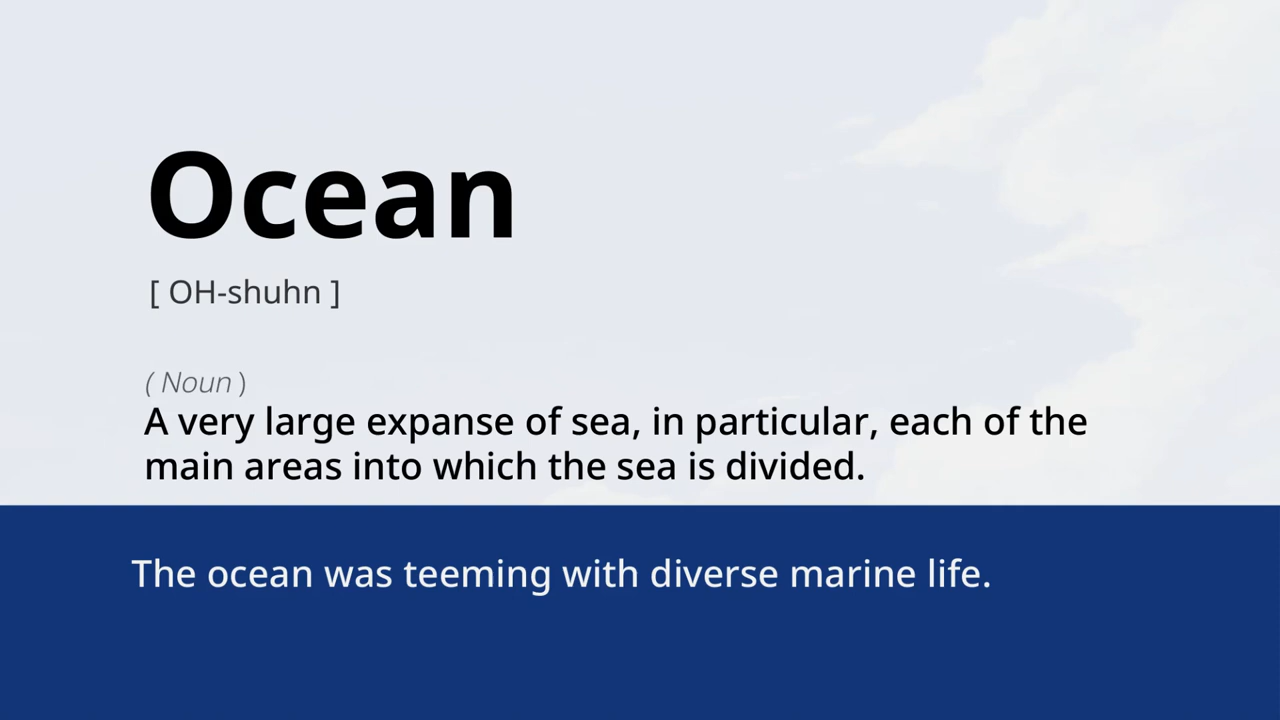 Ocean
[ OH-shuhn ]
( Noun )
A very large expanse of sea, in particular, each of the
main areas into which the sea is divided.
The ocean was teeming with diverse marine life.